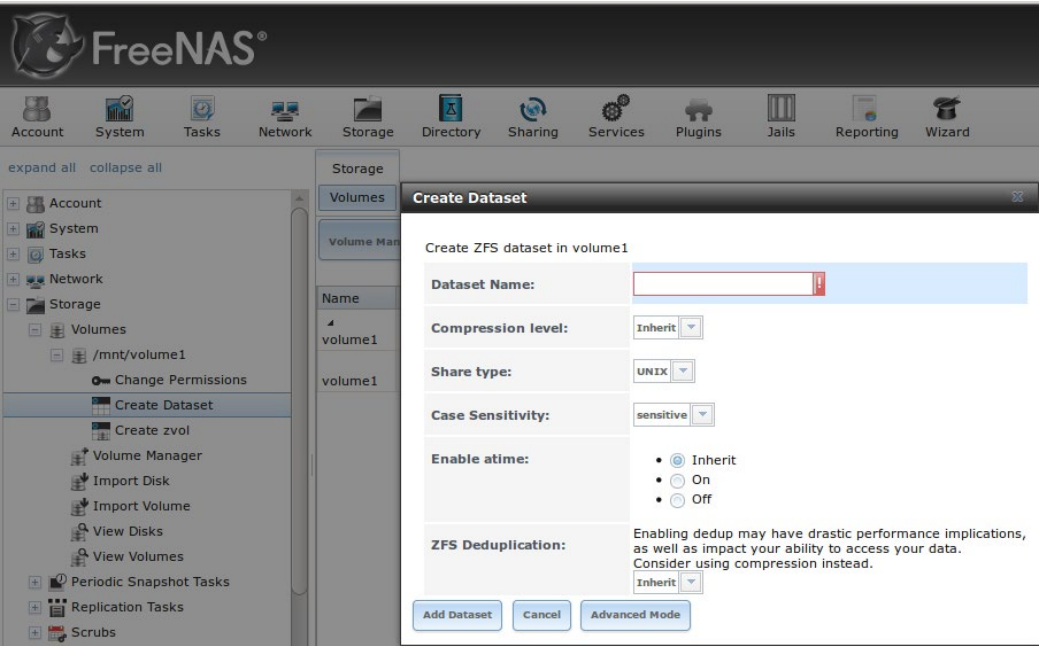 FreeNAS®
Account System Tasks Network Storage Directory Sharing Services Plugins Jails Reporting Wizard
expand all collapse all
Account
System
Tasks
Network
Storage
Volumes
/mnt/volume1
Change Permissions
Create Dataset
Create zvol
Volume Manager
Import Disk
Import Volume
View Disks
View Volumes
Periodic Snapshot Tasks
Replication Tasks
Scrubs
Storage
Volumes
Volume Man
Name
volume1
volume1
Create Dataset
Create ZFS dataset in volume1
Dataset Name: !
Compression level: Inherit
Share type: UNIX
Case Sensitivity: sensitive
Enable atime: • Inherit
• On
• Off
ZFS Deduplication: Enabling dedup may have drastic performance implications,
as well as impact your ability to access your data.
Consider using compression instead.
Inherit
Add Dataset Cancel Advanced Mode